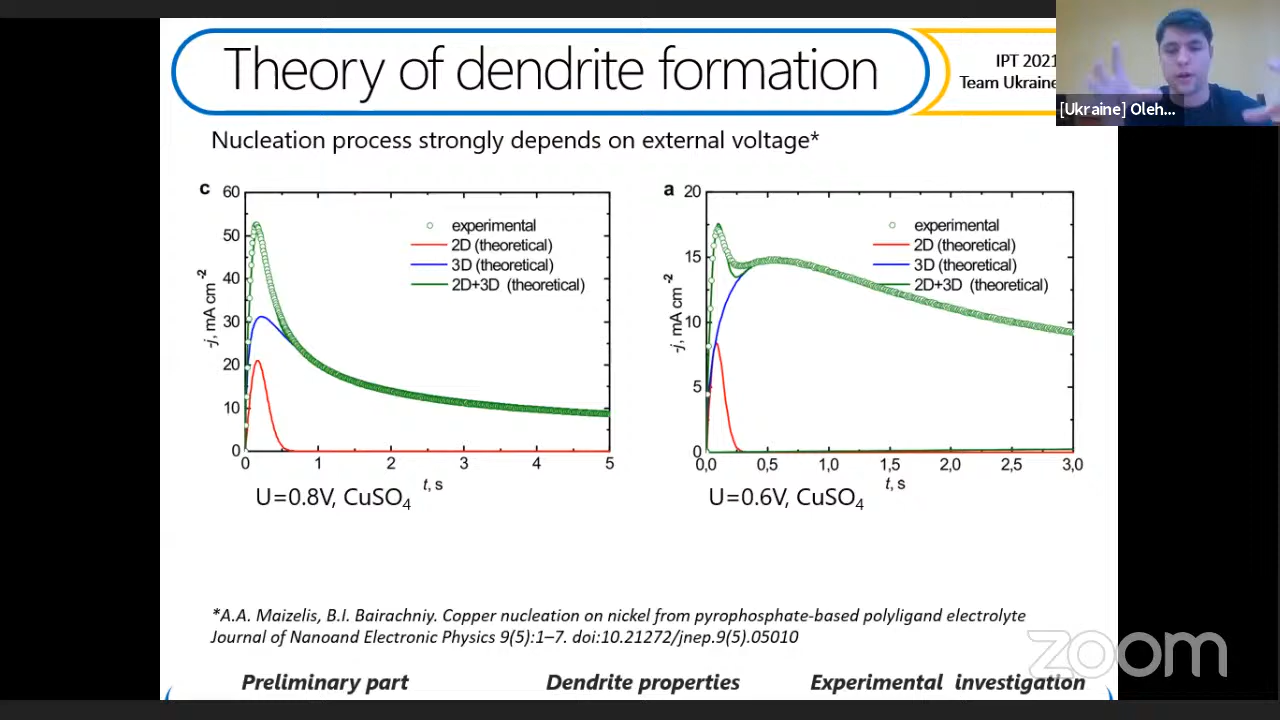 Theory of dendrite formation
IPT 2021
Team Ukraine
[Ukraine] Oleh...
Nucleation process strongly depends on external voltage*
c
60
50
40
30
20
10
0
-j, mA cm⁻²
experimental
2D (theoretical)
3D (theoretical)
2D+3D (theoretical)
0 1 2 3 4 5
t, s
U=0.8V, CuSO₄
a
20
15
10
5
0
-j, mA cm⁻²
experimental
2D (theoretical)
3D (theoretical)
2D+3D (theoretical)
0,0 0,5 1,0 1,5 2,0 2,5 3,0
t, s
U=0.6V, CuSO₄
*A.A. Maizelis, B.I. Bairachniy. Copper nucleation on nickel from pyrophosphate-based polyligand electrolyte
Journal of Nanoand Electronic Physics 9(5):1–7. doi:10.21272/jnep.9(5).05010
zoom
Preliminary part Dendrite properties Experimental investigation